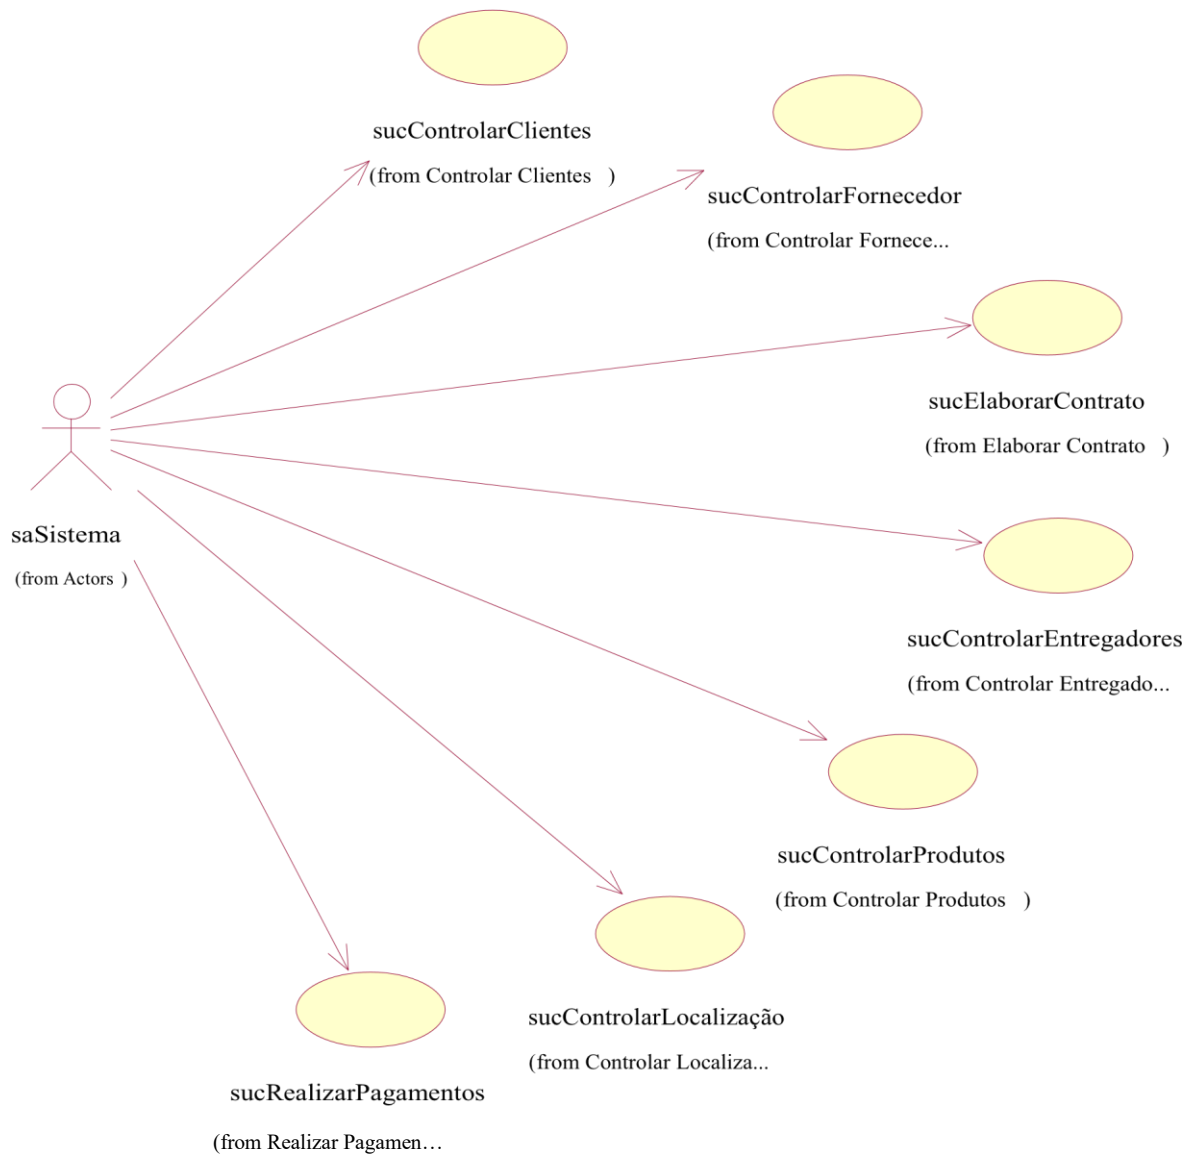 sucControlarClientes
(from Controlar Clientes )
sucControlarFornecedor
(from Controlar Fornece...
sucElaborarContrato
(from Elaborar Contrato )
saSistema
(from Actors )
sucControlarEntregadores
(from Controlar Entregado...
sucControlarProdutos
(from Controlar Produtos )
sucControlarLocalização
(from Controlar Localiza...
sucRealizarPagamentos
(from Realizar Pagamen…